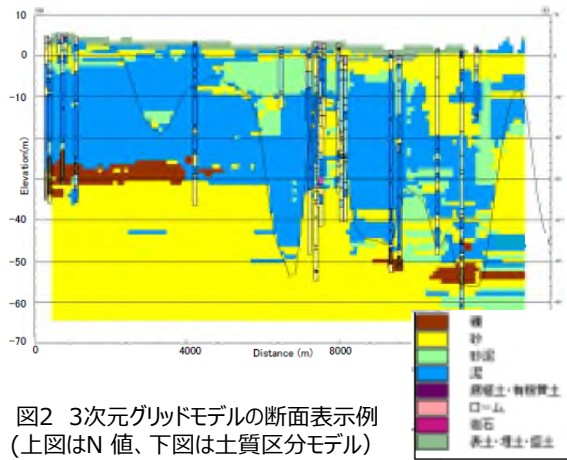 10
0
-10
-20
-30
-40
-50
-60
-70
Elevation(m)
0
4000
Distance (m)
8000
礫
砂
砂泥
泥
腐植土・有機質土
ローム
岩石
表土・埋土・盛土
図2 3次元グリッドモデルの断面表示例
(上図はN 値、下図は土質区分モデル)